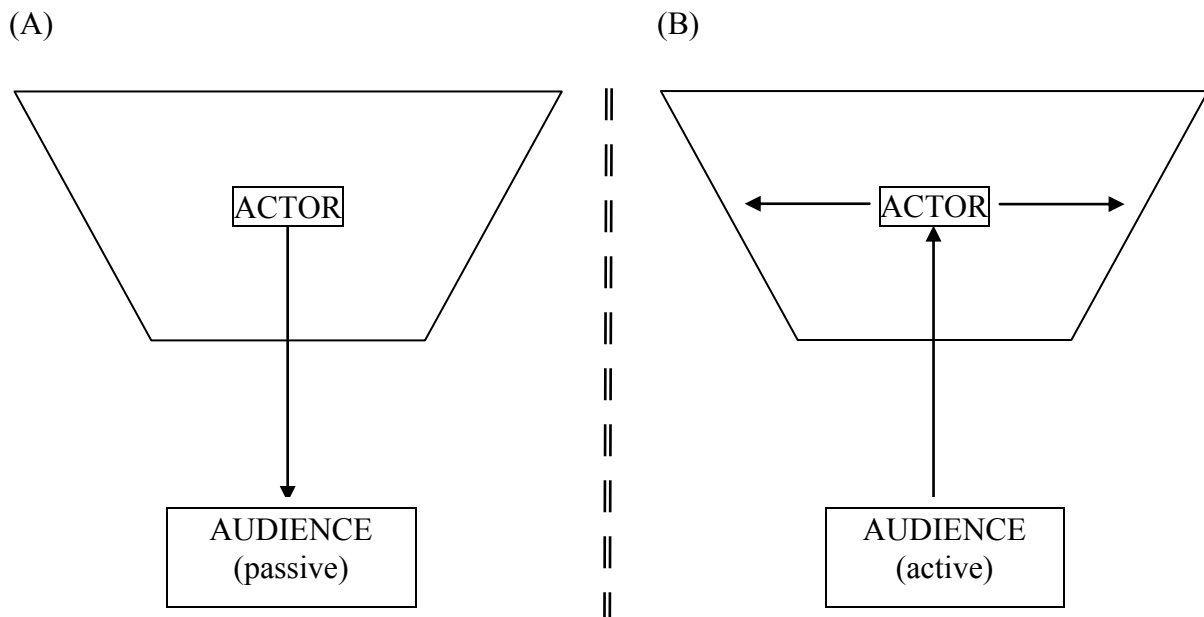 (A)
(B)
ACTOR
ACTOR
AUDIENCE
(passive)
AUDIENCE
(active)